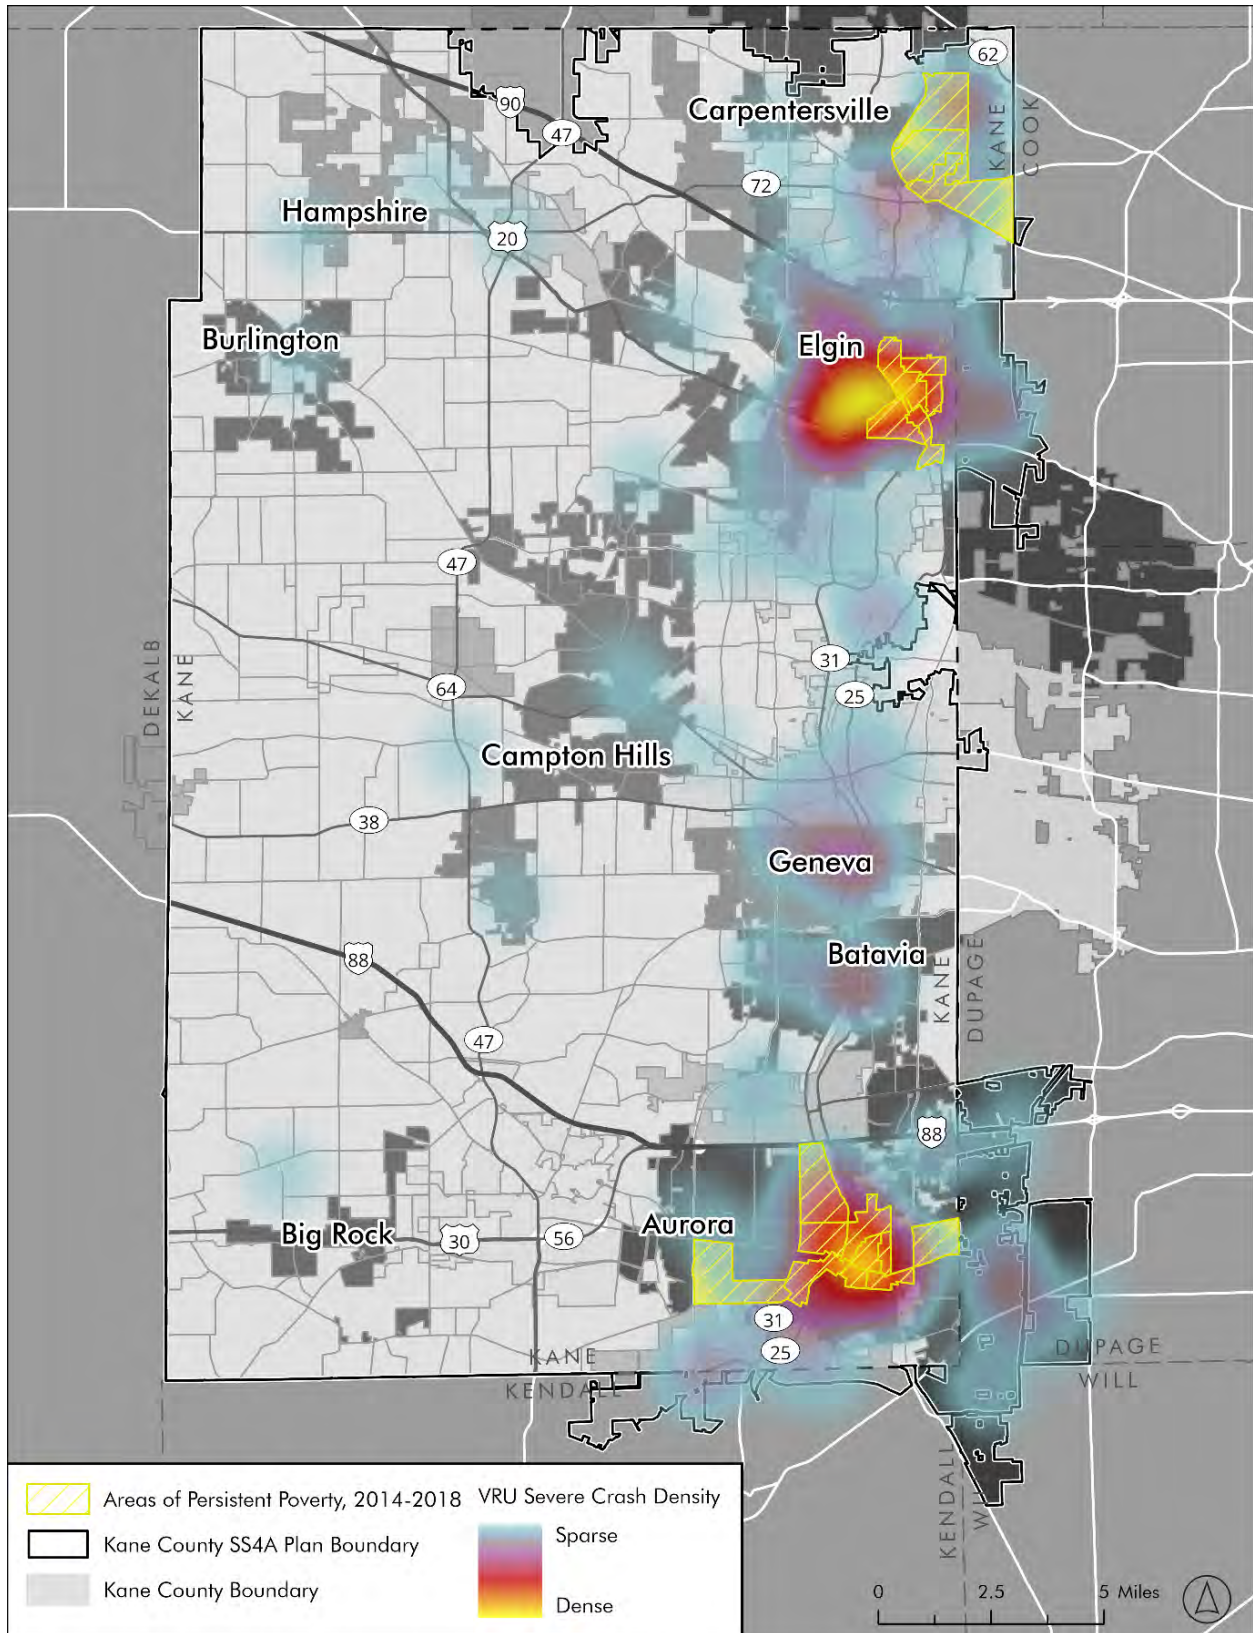 62
90
Carpentersville
47
KANE
COOK
72
Hampshire
20
Burlington
Elgin
47
31
DEKALB
KANE
64
25
Campton Hills
38
Geneva
Batavia
88
KANE
DUPAGE
47
88
Big Rock
30
56
Aurora
31
25
KANE
KENDALL
DUPAGE
WILL
KENDALL
WILL
Areas of Persistent Poverty, 2014-2018
Kane County SS4A Plan Boundary
Kane County Boundary
VRU Severe Crash Density
Sparse
Dense
0 2.5 5 Miles